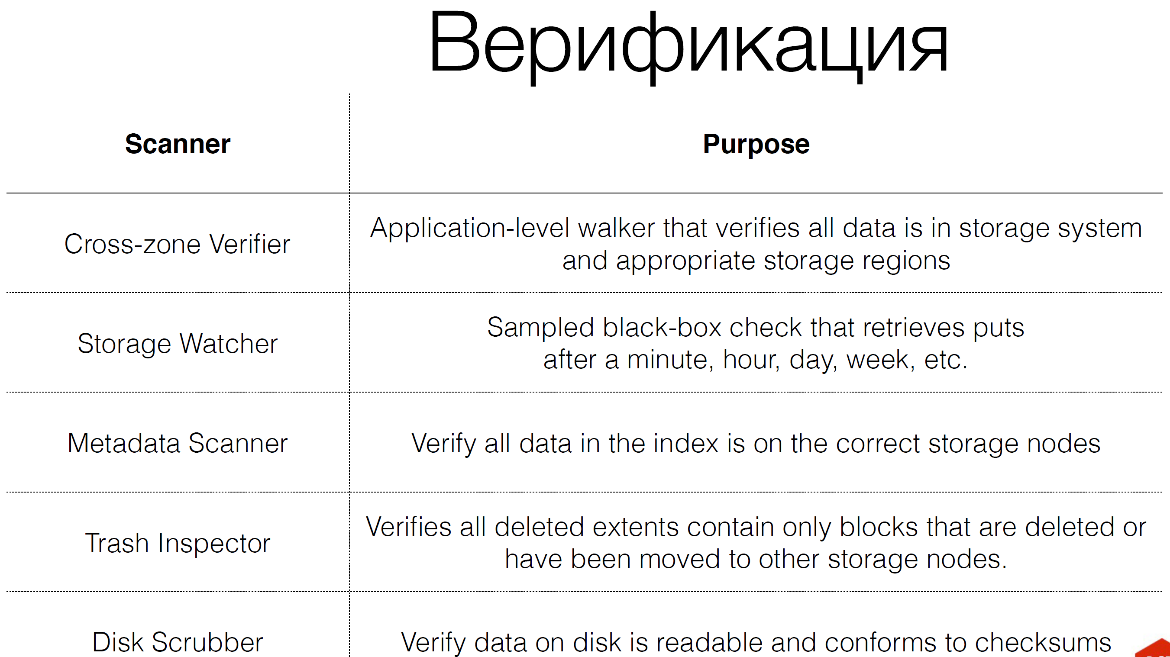 Верификация
Scanner
Purpose
Cross-zone Verifier
Application-level walker that verifies all data is in storage system
and appropriate storage regions
Storage Watcher
Sampled black-box check that retrieves puts
after a minute, hour, day, week, etc.
Metadata Scanner
Verify all data in the index is on the correct storage nodes
Trash Inspector
Verifies all deleted extents contain only blocks that are deleted or
have been moved to other storage nodes.
Disk Scrubber
Verify data on disk is readable and conforms to checksums